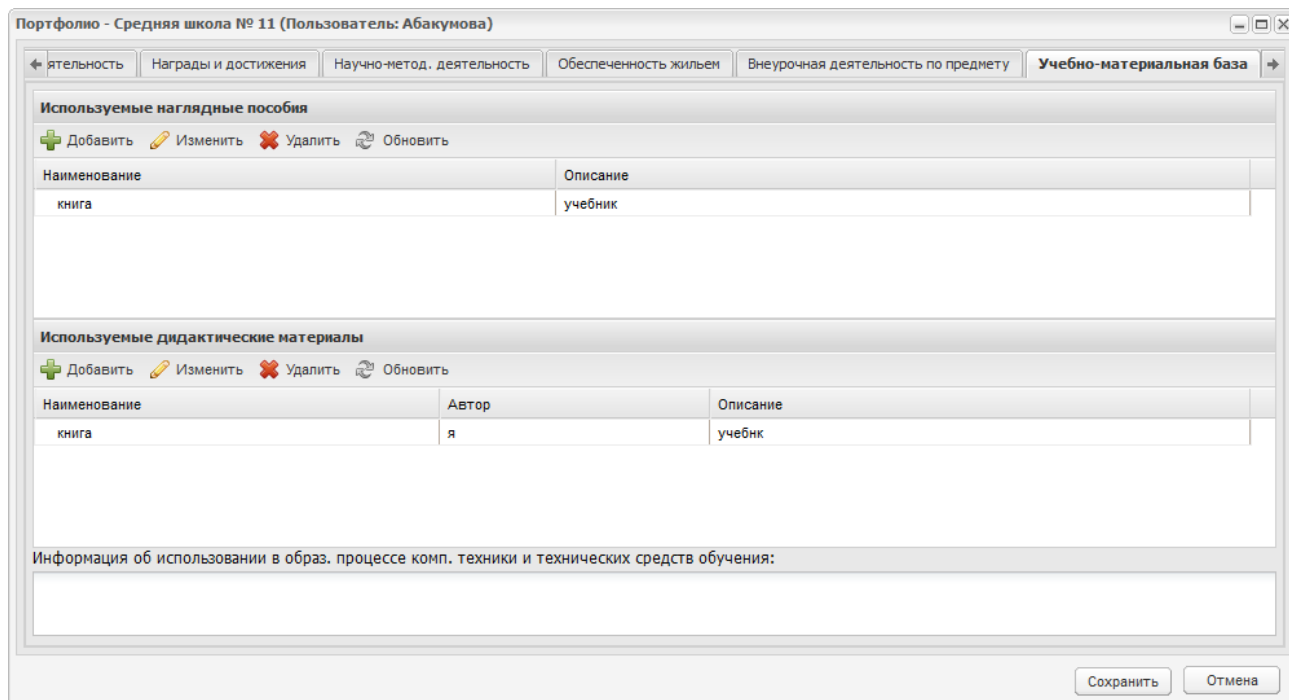 Портфолио - Средняя школа № 11 (Пользователь: Абакумова)
ятельность Награды и достижения Научно-метод. деятельность Обеспеченность жильем Внеурочная деятельность по предмету Учебно-материальная база
Используемые наглядные пособия
Добавить Изменить Удалить Обновить
Наименование Описание
книга учебник
Используемые дидактические материалы
Добавить Изменить Удалить Обновить
Наименование Автор Описание
книга я учебнк
Информация об использовании в образ. процессе комп. техники и технических средств обучения:
Сохранить Отмена